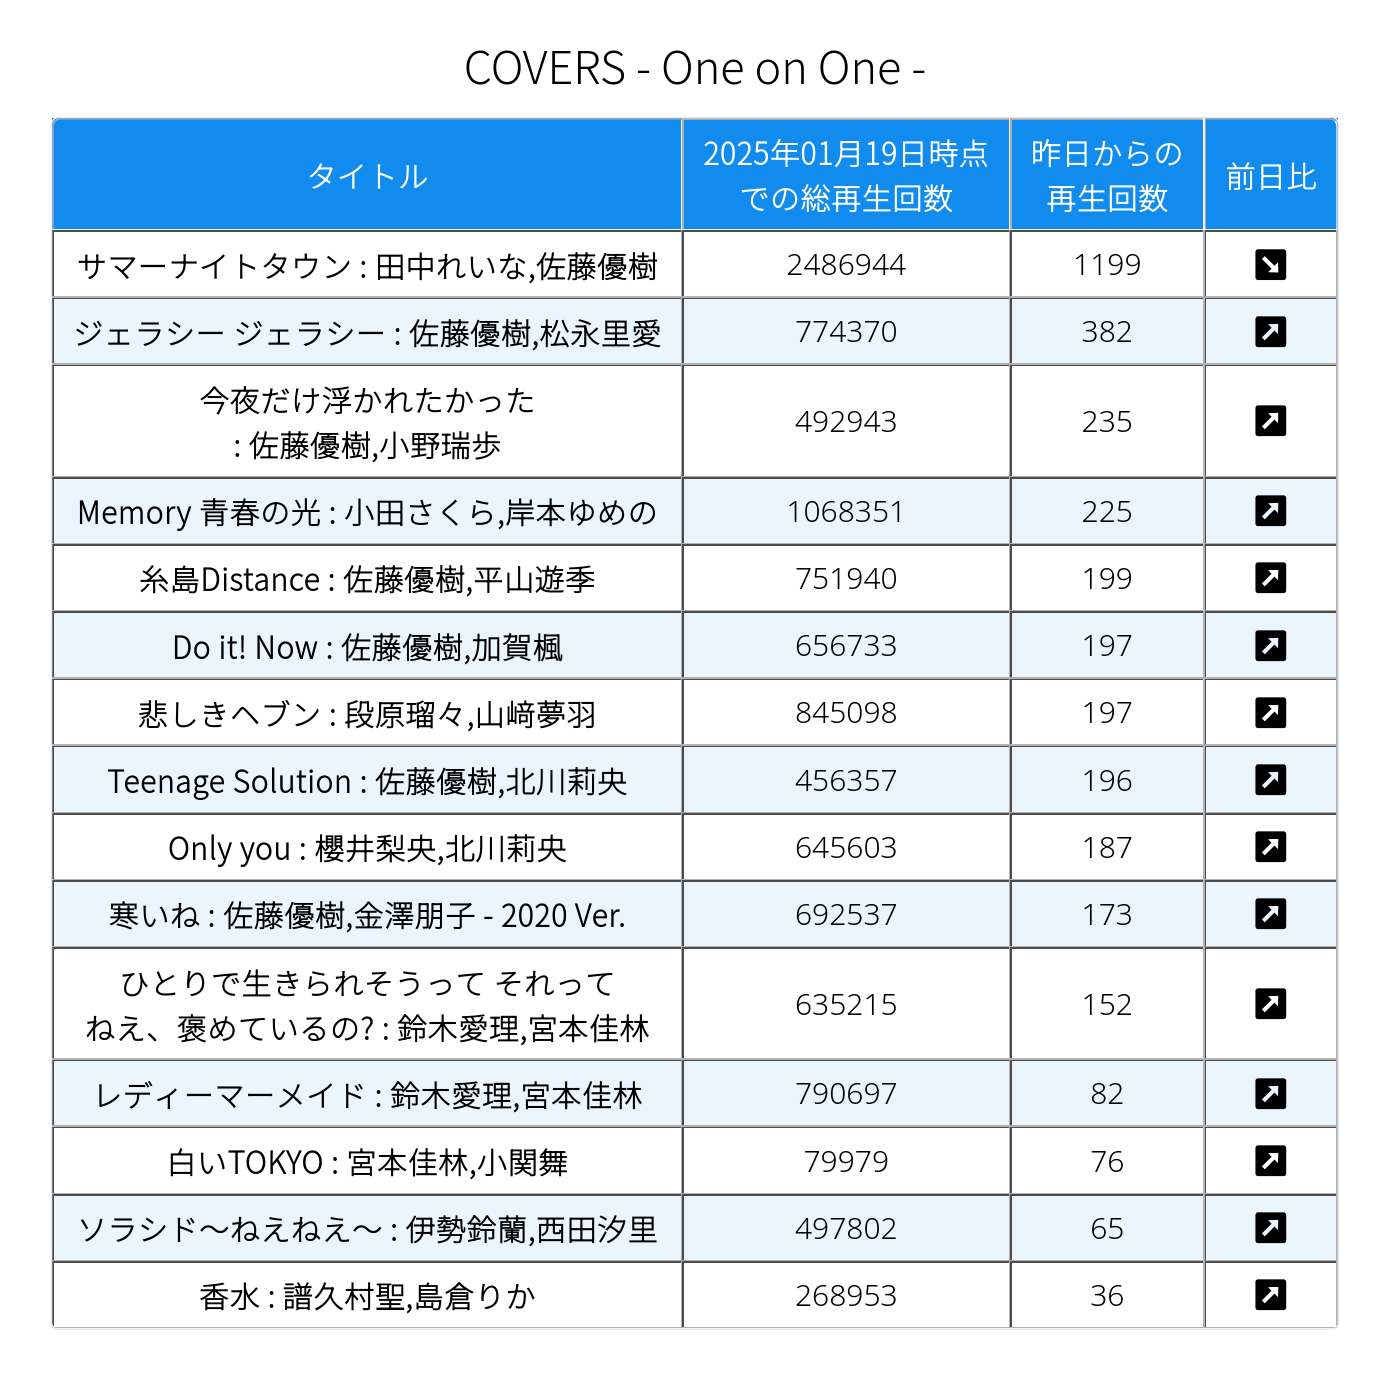 COVERS - One on One -
タイトル
2025年01月19日時点
での総再生回数
昨日からの
再生回数
前日比
サマーナイトタウン : 田中れいな,佐藤優樹 2486944 1199
ジェラシー ジェラシー : 佐藤優樹,松永里愛 774370 382
今夜だけ浮かれたかった
: 佐藤優樹,小野瑞歩 492943 235
Memory 青春の光 : 小田さくら,岸本ゆめの 1068351 225
糸島Distance : 佐藤優樹,平山遊季 751940 199
Do it! Now : 佐藤優樹,加賀楓 656733 197
悲しきヘブン : 段原瑠々,山﨑夢羽 845098 197
Teenage Solution : 佐藤優樹,北川莉央 456357 196
Only you : 櫻井梨央,北川莉央 645603 187
寒いね : 佐藤優樹,金澤朋子 - 2020 Ver. 692537 173
ひとりで生きられそうって それって
ねえ、褒めているの? : 鈴木愛理,宮本佳林 635215 152
レディーマーメイド : 鈴木愛理,宮本佳林 790697 82
白いTOKYO : 宮本佳林,小関舞 79979 76
ソラシド〜ねえねえ〜 : 伊勢鈴蘭,西田汐里 497802 65
香水 : 譜久村聖,島倉りか 268953 36